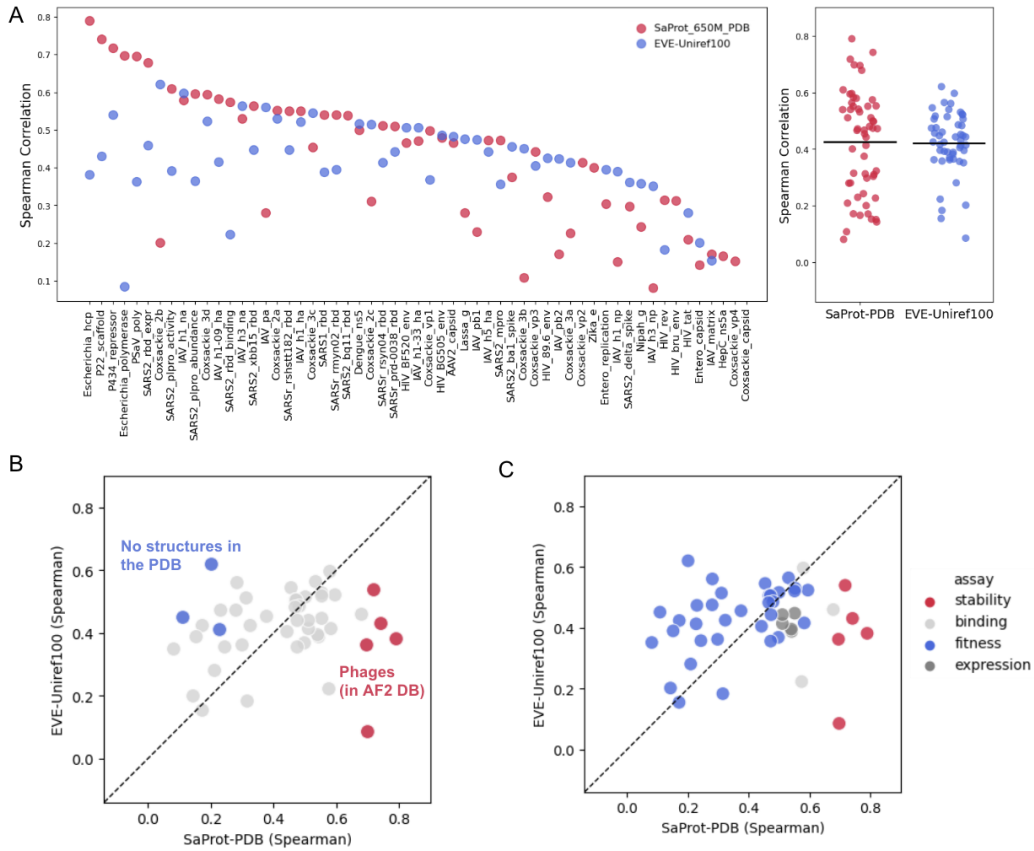 A
0.8
0.7
0.6
0.5
0.4
0.3
0.2
0.1
Spearman Correlation
SaProt_650M_PDB
EVE-Uniref100
Escherichia_hcp
P22_scaffold
P434_repressor
Escherichia_polymerase
PSaV_poly
SARS2_rbd_expr
Coxsackie_2b
SARS2_plpro_activity
IAV_h1_na
SARS2_plpro_abundance
Coxsackie_3d
IAV_h1-09_ha
SARS2_rbd_binding
IAV_h3_na
SARS2_xbb15_rbd
IAV_pa
Coxsackie_2a
SARSr_rshstt182_rbd
IAV_h1_ha
Coxsackie_3c
SARS1_rbd
SARSr_rmyn02_rbd
SARS2_bq11_rbd
Dengue_ns5
Coxsackie_2c
SARSr_rsyn04_rbd
SARSr_prd-0038_rbd
HIV_BF520_env
IAV_h1-33_ha
Coxsackie_vp1
HIV_BG505_env
AAV2_capsid
Lassa_g
IAV_pb1
IAV_h5_ha
SARS2_mpro
SARS2_ba1_spike
Coxsackie_3b
Coxsackie_vp3
HIV_89.6_env
IAV_pb2
Coxsackie_3a
Coxsackie_vp2
Zika_e
Entero_replication
IAV_h1_np
SARS2_delta_spike
Nipah_g
IAV_h3_np
HIV_rev
HIV_bru_env
HIV_tat
Entero_capsid
IAV_matrix
HepC_ns5a
Coxsackie_vp4
Coxsackie_capsid
0.8
0.6
0.4
0.2
0.0
Spearman Correlation
SaProt-PDB
EVE-Uniref100
B
0.8
0.6
0.4
0.2
0.0
EVE-Uniref100 (Spearman)
No structures in
the PDB
Phages
(in AF2 DB)
0.0
0.2
0.4
0.6
0.8
SaProt-PDB (Spearman)
C
0.8
0.6
0.4
0.2
0.0
EVE-Uniref100 (Spearman)
0.0
0.2
0.4
0.6
0.8
SaProt-PDB (Spearman)
assay
stability
binding
fitness
expression